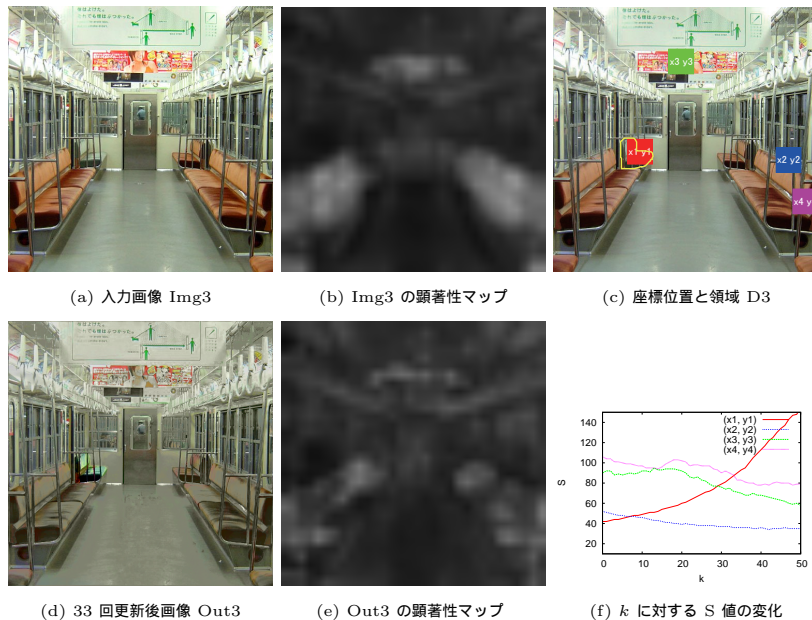 (a) 入力画像 Img3
(b) Img3 の顕著性マップ
x3 y3
x1 y1
x2 y2
x4 y
(c) 座標位置と領域 D3
(d) 33 回更新後画像 Out3
(e) Out3 の顕著性マップ
140
120
100
80
60
40
20
S
(x1, y1)
(x2, y2)
(x3, y3)
(x4, y4)
0 10 20 30 40 50
k
(f) k に対する S 値の変化